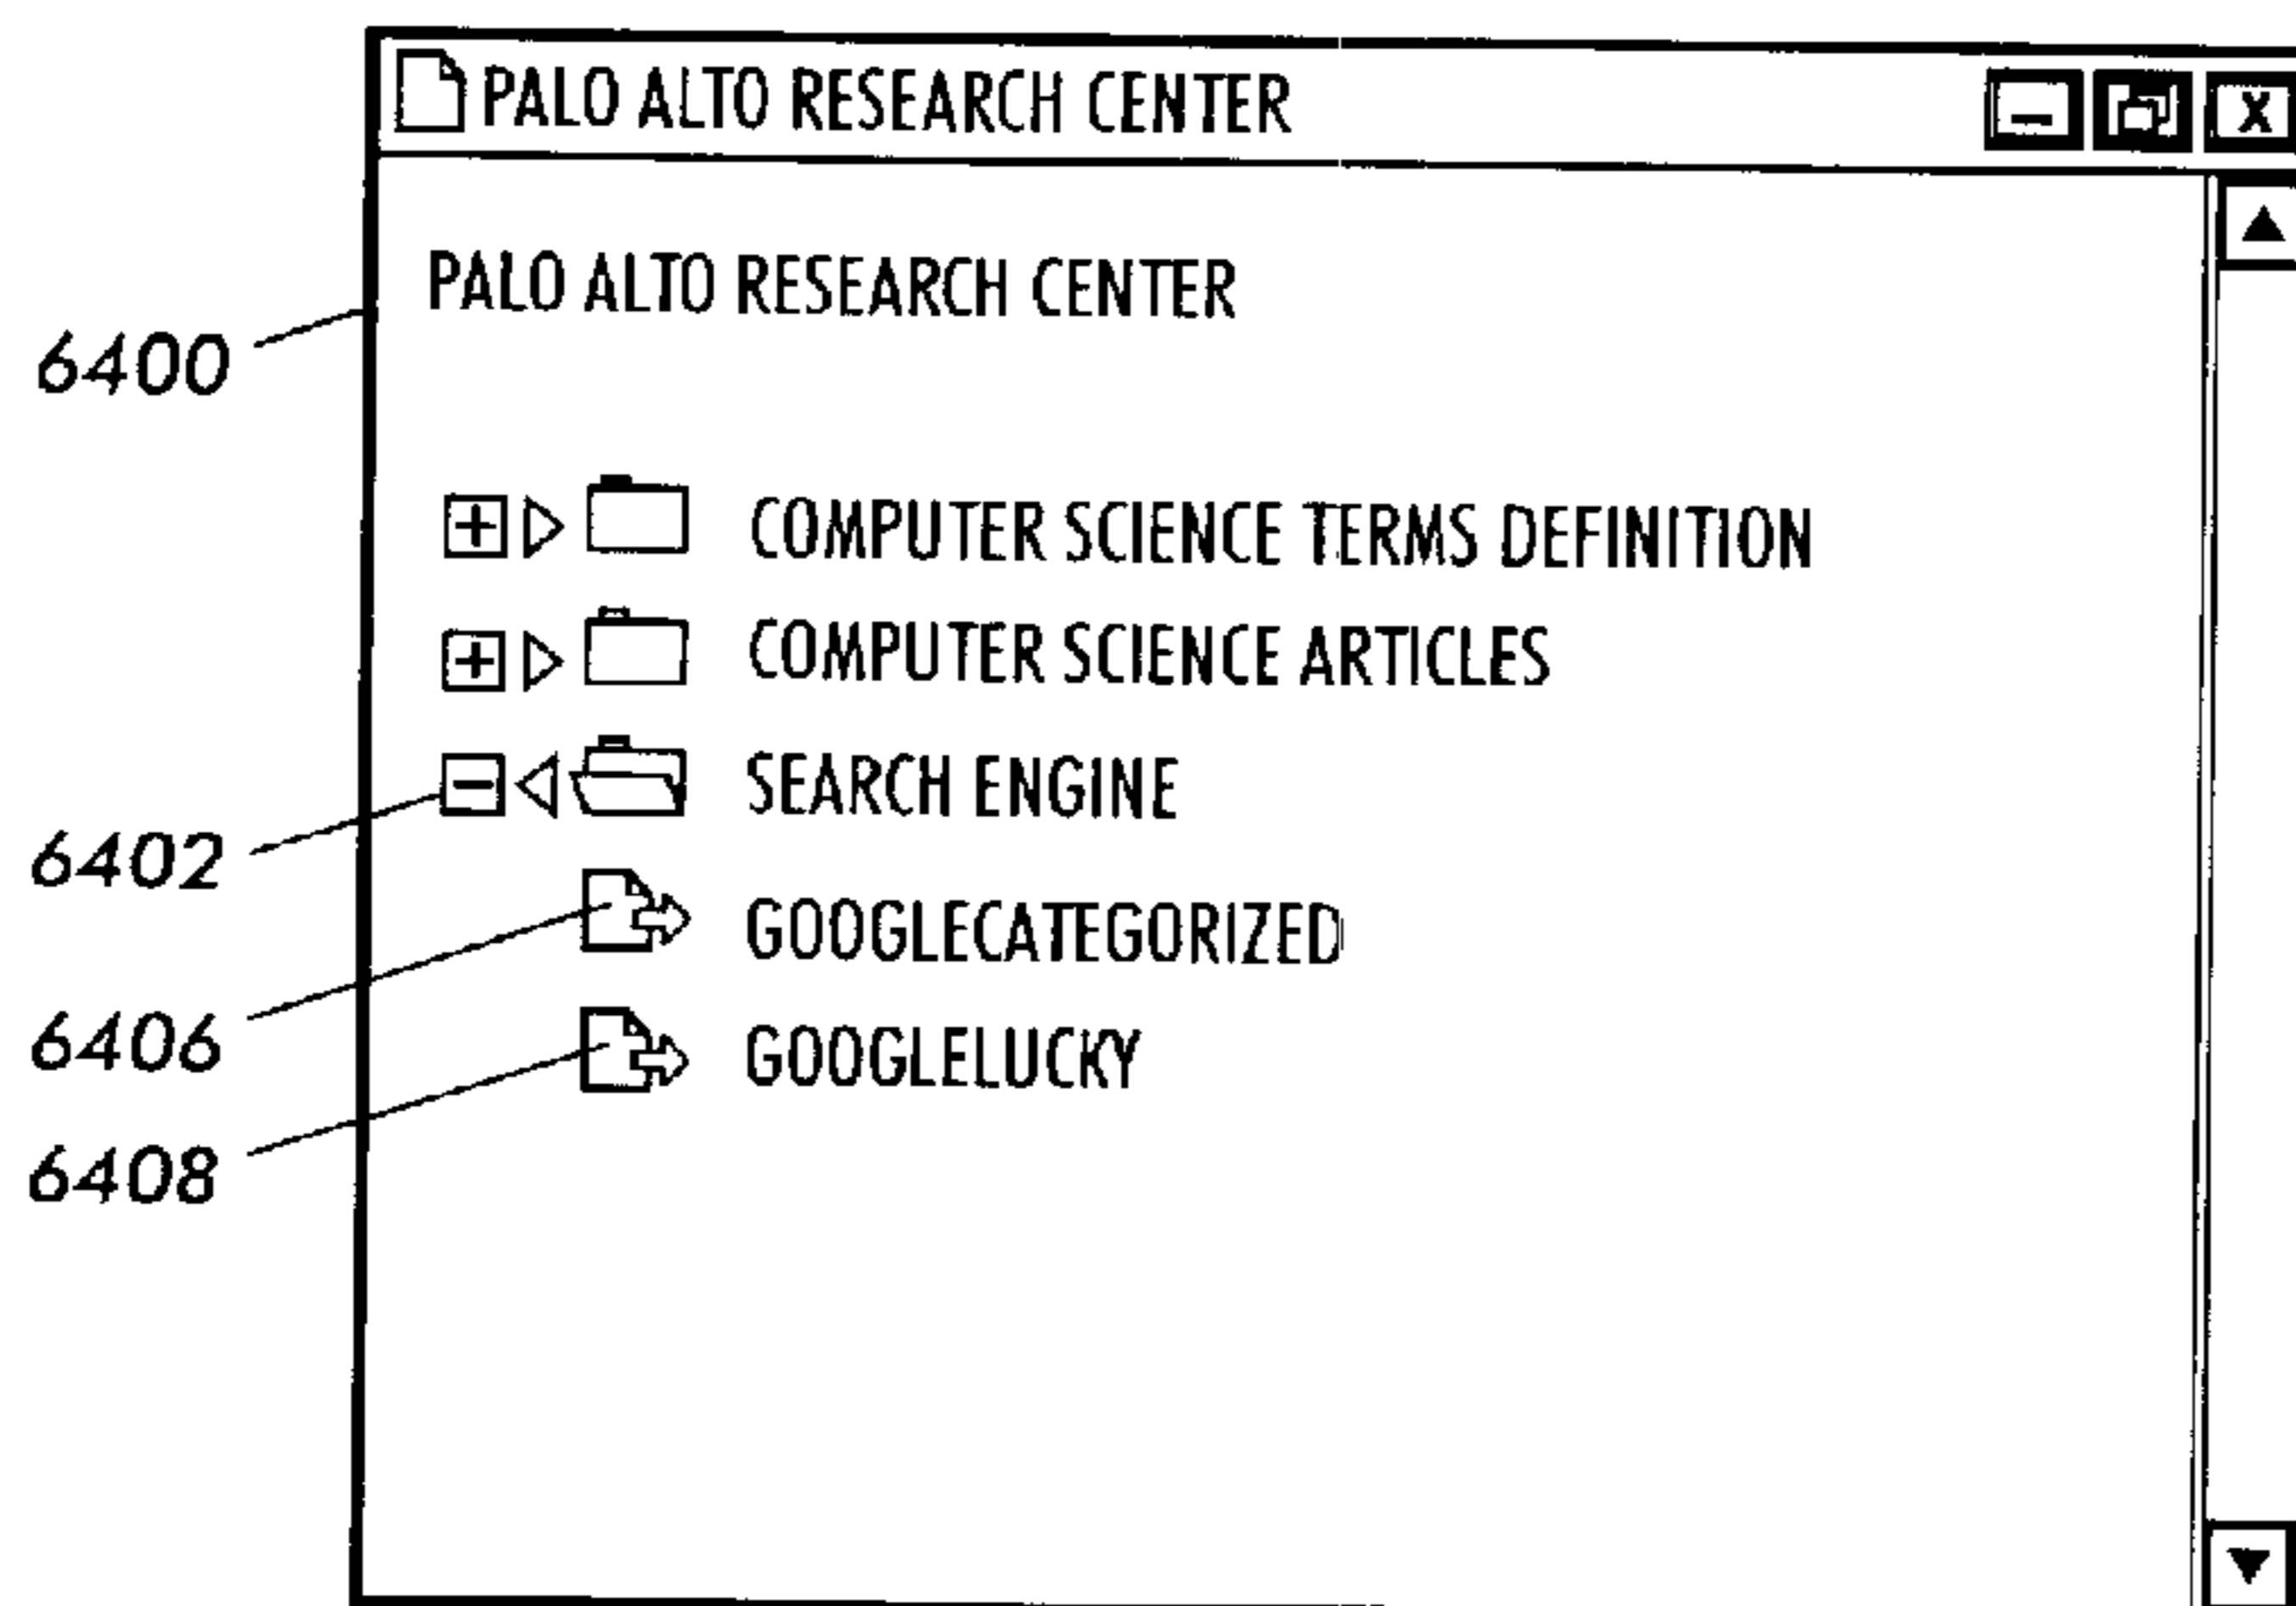 PALO ALTO RESEARCH CENTER
X
PALO ALTO RESEARCH CENTER
6400
COMPUTER SCIENCE TERMS DEFINITION
COMPUTER SCIENCE ARTICLES
SEARCH ENGINE
6402
GOOGLECATEGORIZED
6406
GOOGLELUCKY
6408